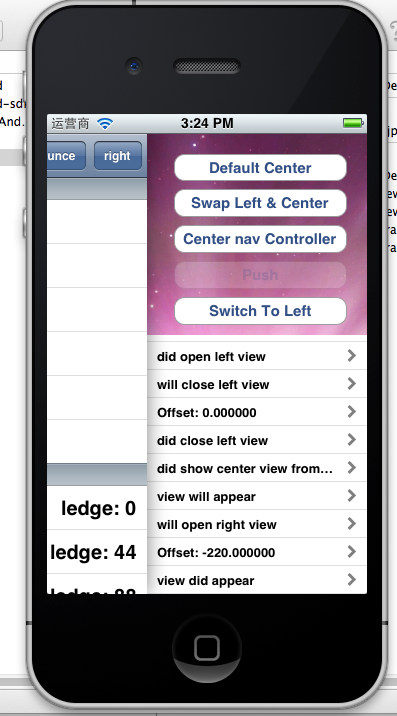 运营商 3:24 PM
unce right
Default Center
Swap Left & Center
Center nav Controller
Push
Switch To Left
did open left view
will close left view
Offset: 0.000000
did close left view
did show center view from…
view will appear
will open right view
Offset: -220.000000
view did appear
ledge: 0
ledge: 44
ledge: 88